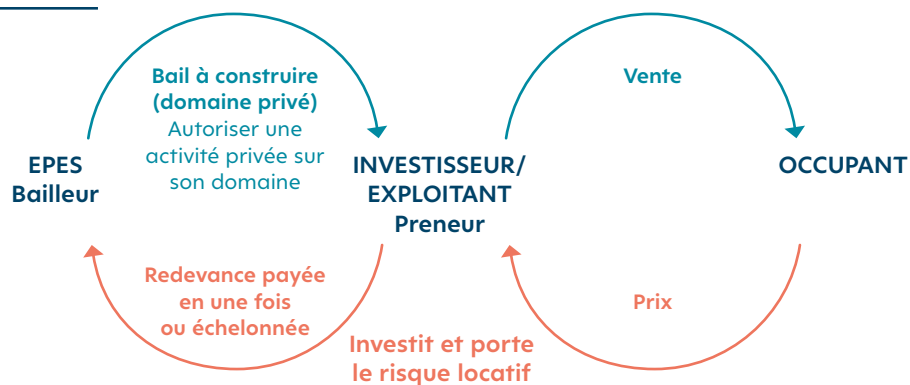 Bail à construire
(domaine privé)
Autoriser une
activité privée sur
son domaine
Vente
EPES
Bailleur
INVESTISSEUR/
EXPLOITANT
Preneur
OCCUPANT
Redevance payée
en une fois
ou échelonnée
Prix
Investit et porte
le risque locatif